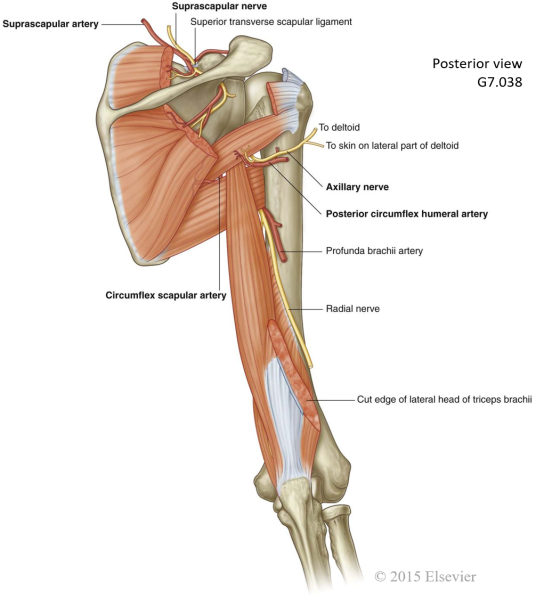 Suprascapular nerve
Suprascapular artery
Superior transverse scapular ligament
Posterior view
G7.038
To deltoid
To skin on lateral part of deltoid
Axillary nerve
Posterior circumflex humeral artery
Profunda brachii artery
Circumflex scapular artery
Radial nerve
Cut edge of lateral head of triceps brachii
© 2015 Elsevier